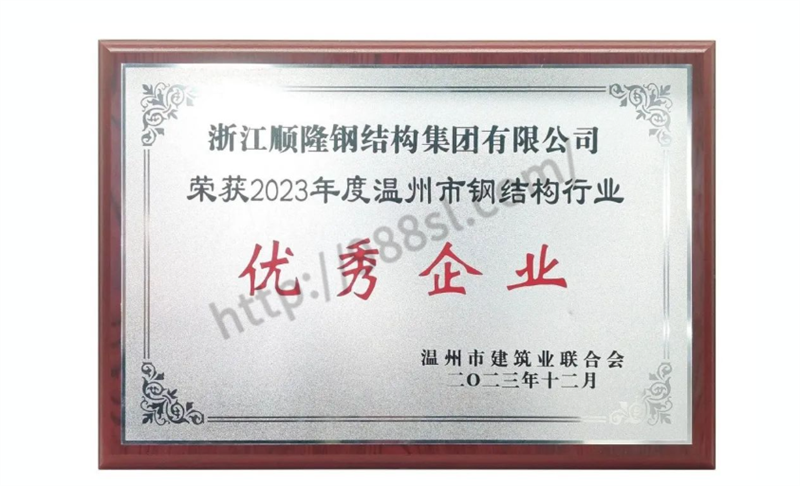 浙江顺隆钢结构集团有限公司
荣获2023年度温州市钢结构行业
优秀企业
温州市建筑业联合会
二〇二三年十二月
http://888sl.com/